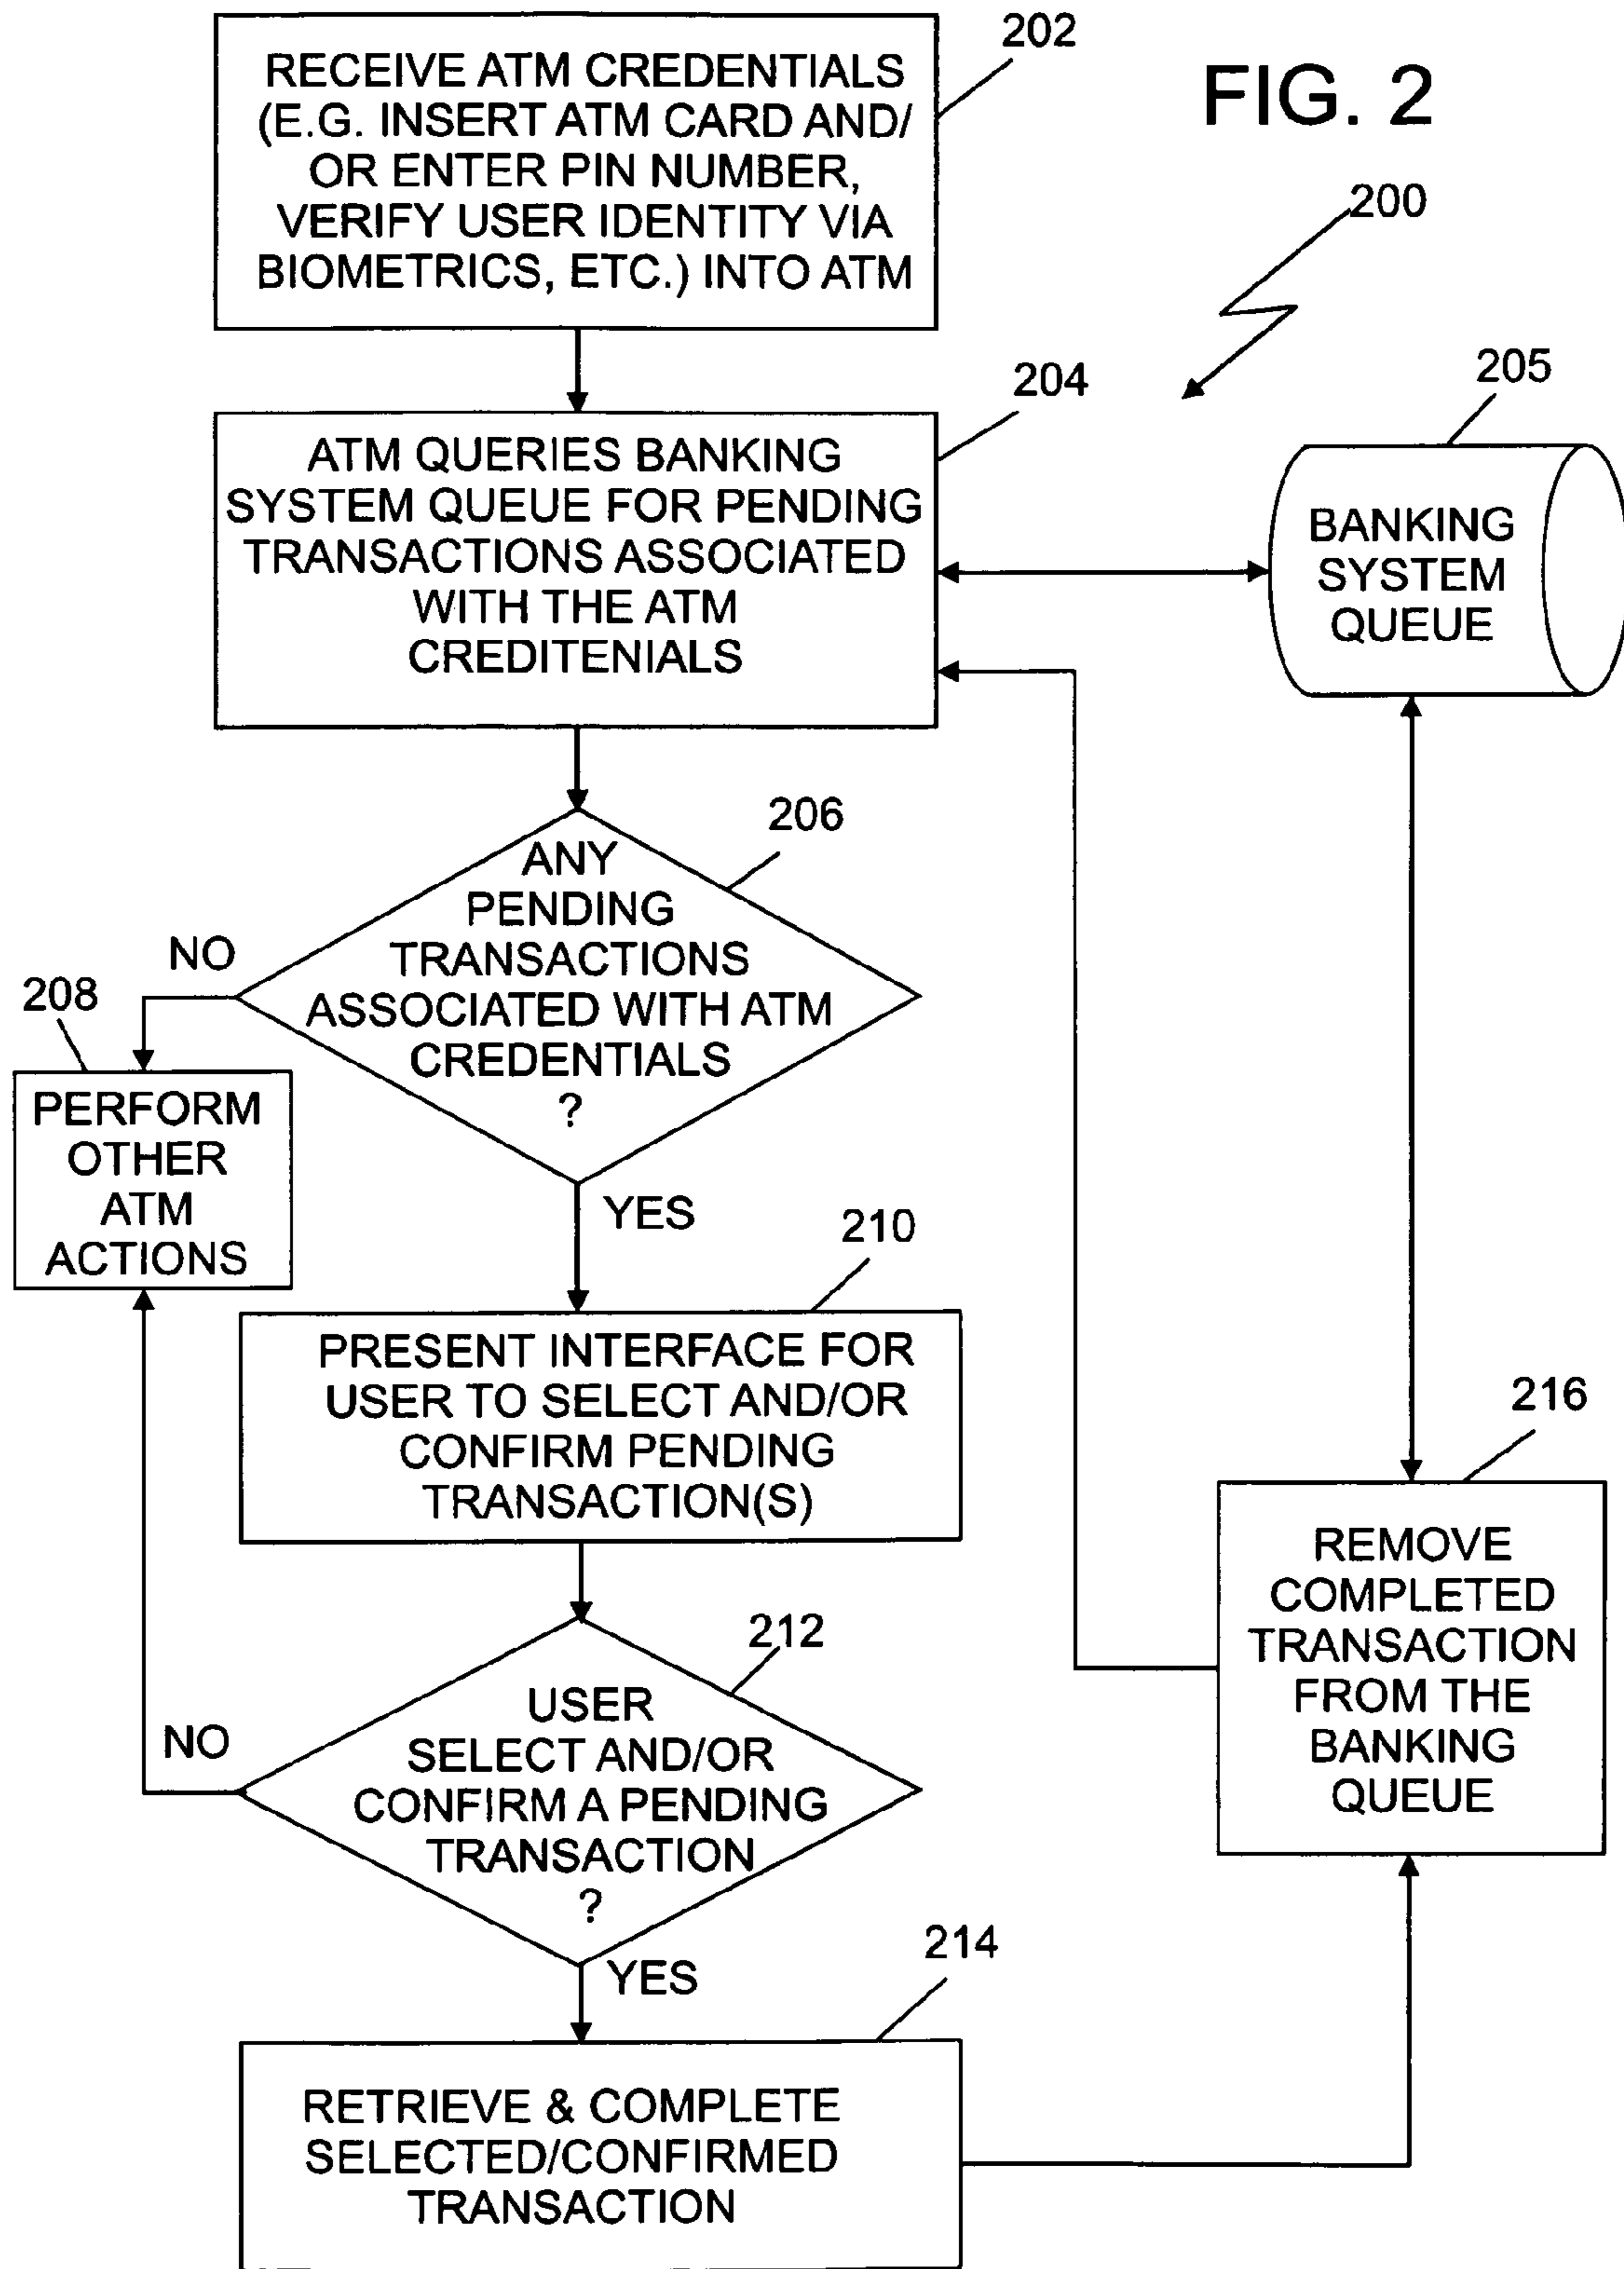 202
FIG. 2
RECEIVE ATM CREDENTIALS
(E.G. INSERT ATM CARD AND/
OR ENTER PIN NUMBER,
VERIFY USER IDENTITY VIA
BIOMETRICS, ETC.) INTO ATM
200
204
205
ATM QUERIES BANKING
SYSTEM QUEUE FOR PENDING
TRANSACTIONS ASSOCIATED
WITH THE ATM
CREDITENIALS
BANKING
SYSTEM
QUEUE
206
ANY
PENDING
TRANSACTIONS
ASSOCIATED WITH ATM
CREDENTIALS
?
NO
208
PERFORM
OTHER
ATM
ACTIONS
YES
210
PRESENT INTERFACE FOR
USER TO SELECT AND/OR
CONFIRM PENDING
TRANSACTION(S)
212
USER
SELECT AND/OR
CONFIRM A PENDING
TRANSACTION
?
NO
YES
214
RETRIEVE & COMPLETE
SELECTED/CONFIRMED
TRANSACTION
216
REMOVE
COMPLETED
TRANSACTION
FROM THE
BANKING
QUEUE